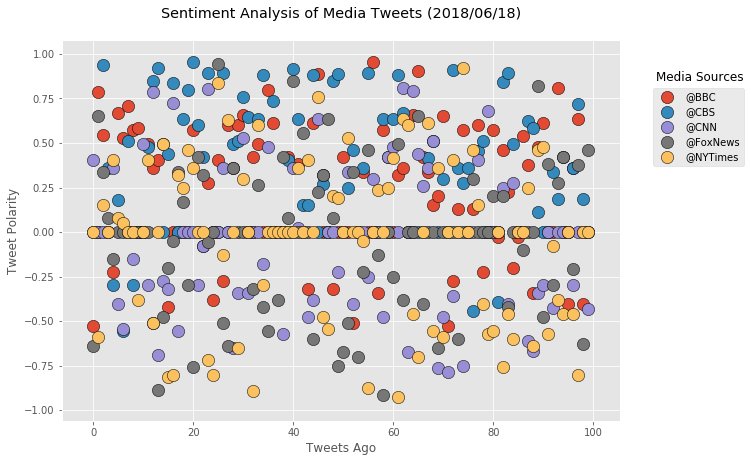 Sentiment Analysis of Media Tweets (2018/06/18)
1.00
0.75
0.50
0.25
0.00
−0.25
−0.50
−0.75
−1.00
Tweet Polarity
0
20
40
60
80
100
Tweets Ago
Media Sources
@BBC
@CBS
@CNN
@FoxNews
@NYTimes